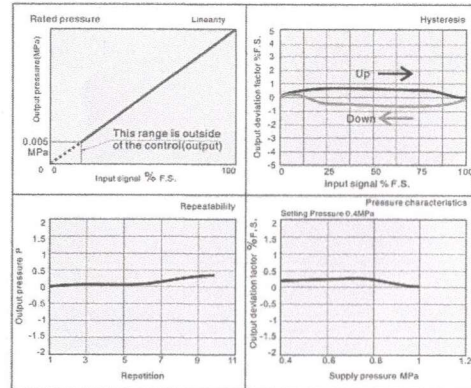 Rated pressure
Linearity
Output pressure(MPa)
100
0.005
MPa
This range is outside
of the control(output)
0
0
100
Input signal % F.S.
Hysteresis
Output deviation factor %F.S.
5
4
3
2
1
0
-1
-2
-3
-4
-5
Up
Down
0
25
50
75
100
Input signal % F.S.
Repeatability
Output pressure P
2
1.5
1
0.5
0
-0.5
-1
-1.5
-2
1
3
5
6
7
9
11
Repetition
Pressure characteristics
Setting Pressure 0.4MPa
Output deviation factor %F.S.
2
1.5
1
0.5
0
-0.5
-1
-1.5
-2
0.4
0.6
0.8
1
1.2
Supply pressure MPa